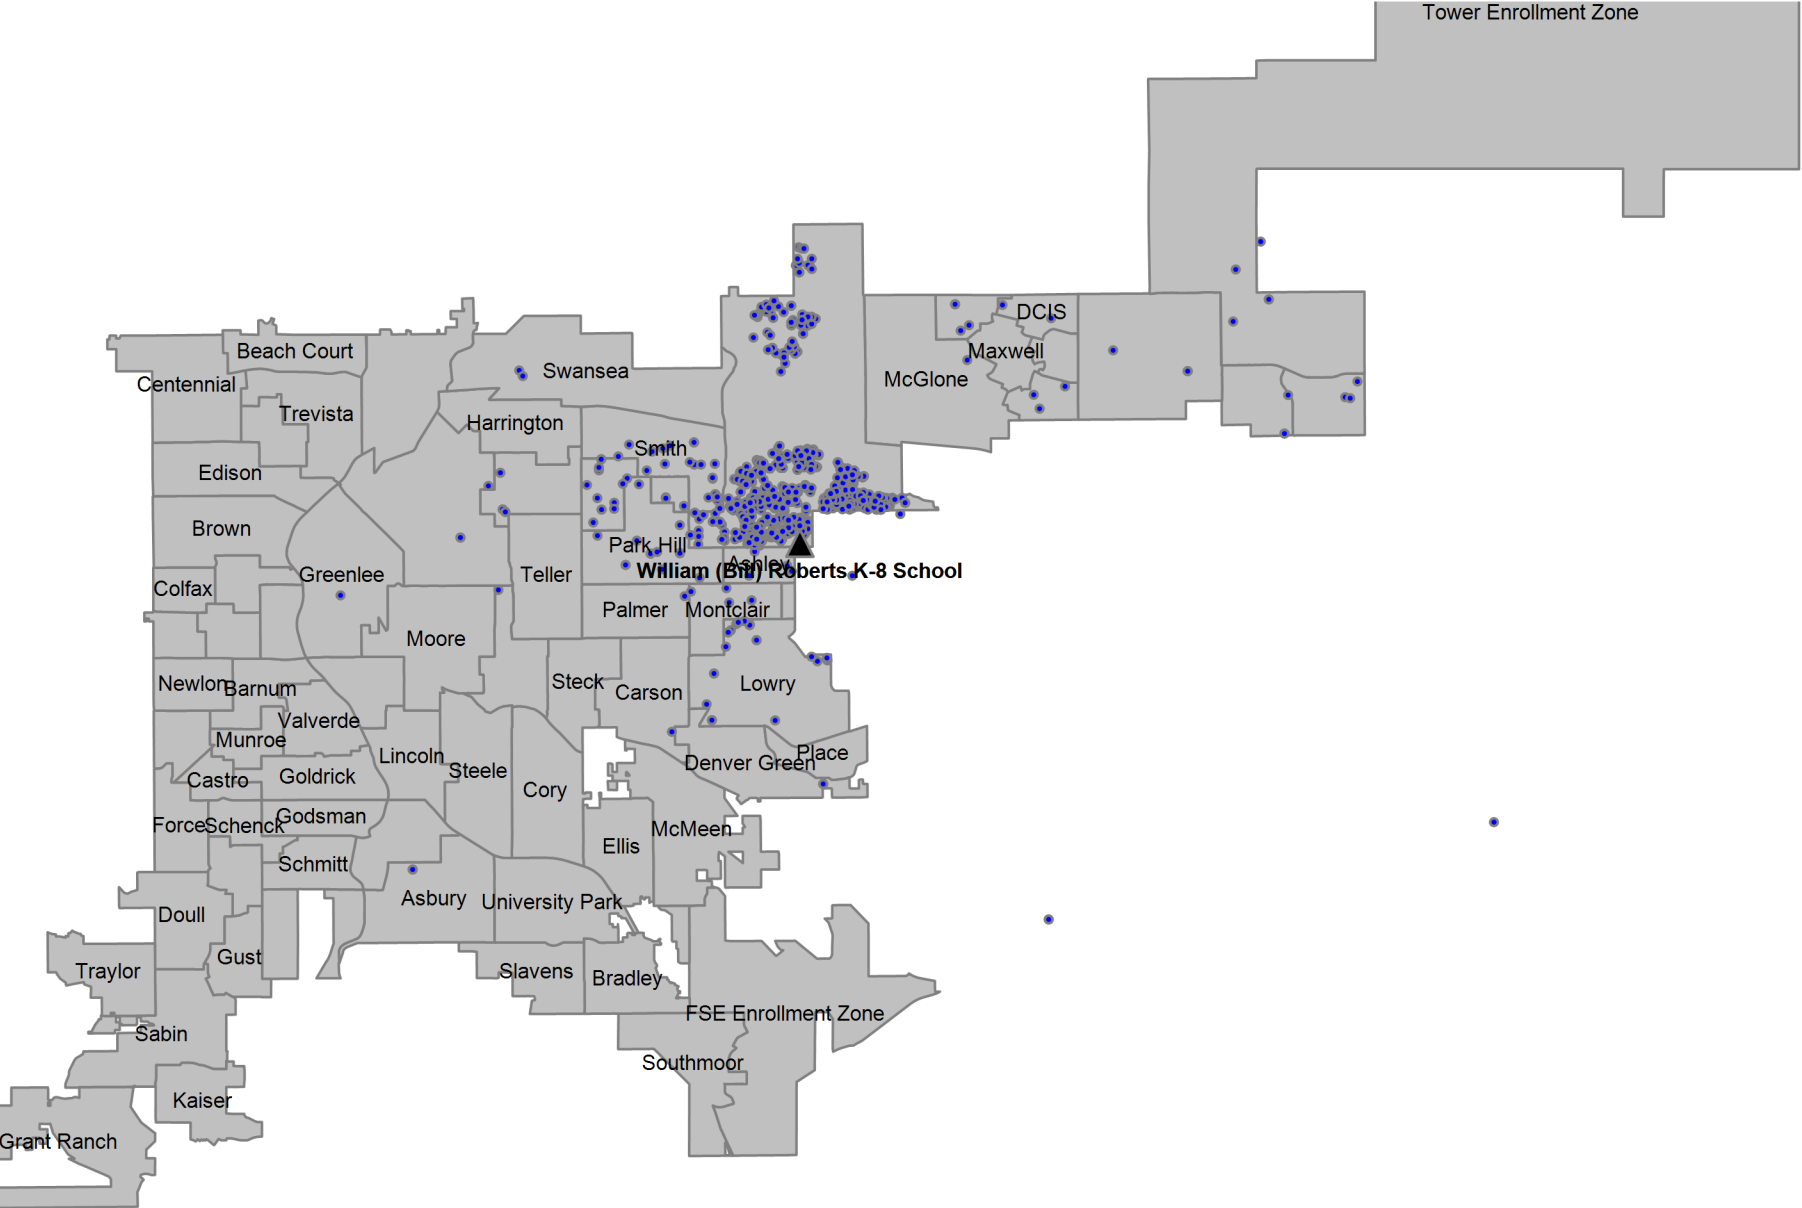 Tower Enrollment Zone
DCIS
Beach Court
Maxwell
Swansea
McGlone
Centennial
Trevista
Harrington
Smith
Edison
Brown
Park Hill
Ashley
William (Bill) Roberts K-8 School
Greenlee
Teller
Colfax
Palmer
Montclair
Moore
Steck
Lowry
Newlon
Barnum
Carson
Valverde
Munroe
Lincoln
Place
Denver Green
Steele
Castro
Goldrick
Cory
Godsman
Force
Schenck
McMeen
Ellis
Schmitt
Asbury
University Park
Doull
Gust
Traylor
Slavens
Bradley
FSE Enrollment Zone
Sabin
Southmoor
Kaiser
Grant Ranch